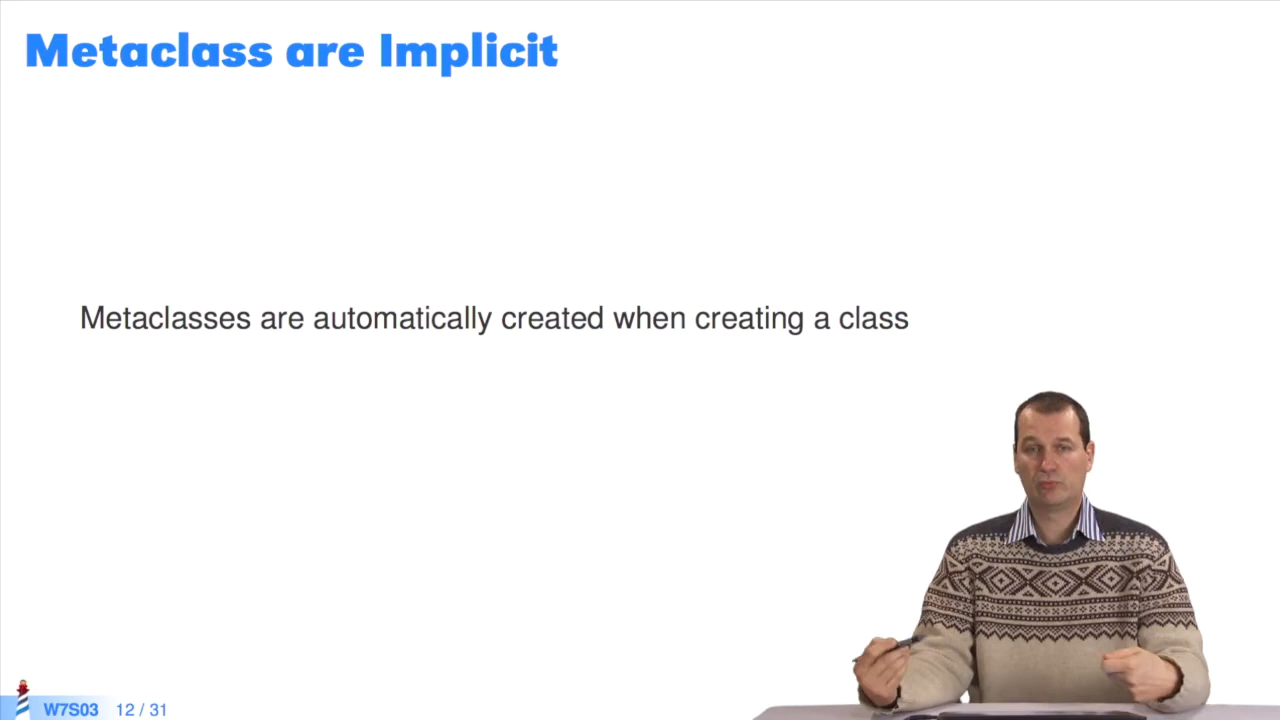 Metaclass are Implicit
Metaclasses are automatically created when creating a class
W7S03 12 / 31